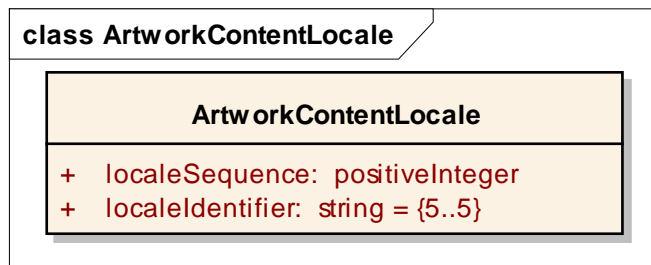 class ArtworkContentLocale
ArtworkContentLocale
+ localeSequence: positiveInteger
+ localeIdentifier: string = {5..5}